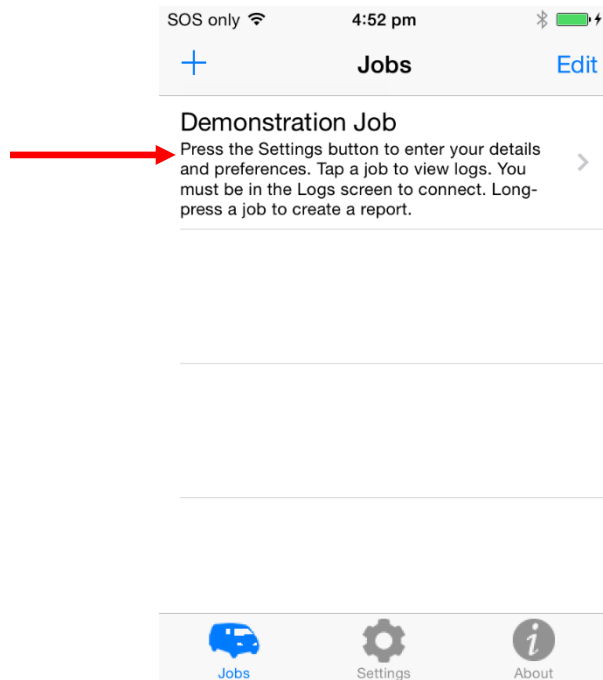 SOS only 4:52 pm
Jobs Edit
Demonstration Job
Press the Settings button to enter your details
and preferences. Tap a job to view logs. You
must be in the Logs screen to connect. Long-
press a job to create a report.
Jobs Settings About